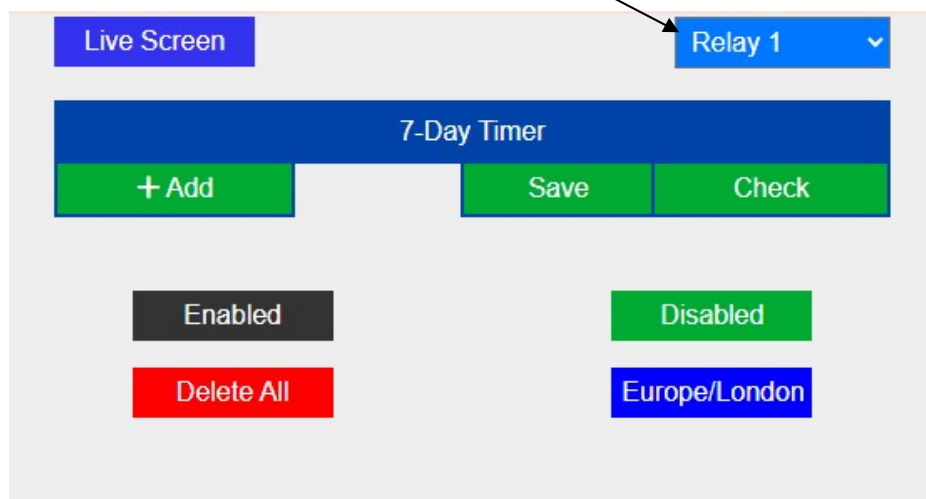 Live Screen Relay 1
7-Day Timer
+ Add Save Check
Enabled Disabled
Delete All Europe/London